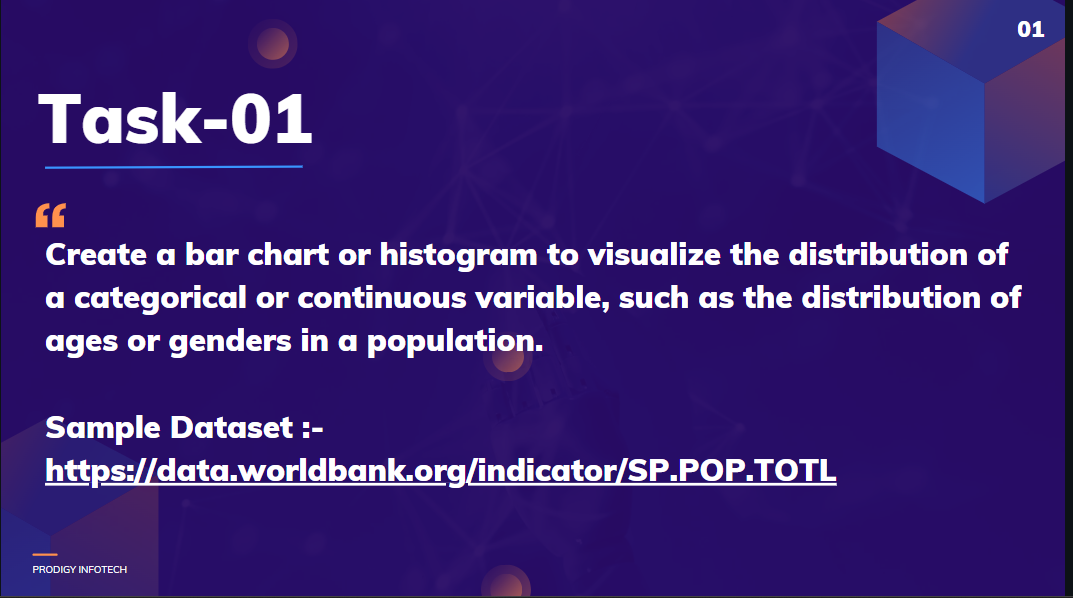 01
Task-01
“
Create a bar chart or histogram to visualize the distribution of
a categorical or continuous variable, such as the distribution of
ages or genders in a population.
Sample Dataset :-
https://data.worldbank.org/indicator/SP.POP.TOTL
PRODIGY INFOTECH